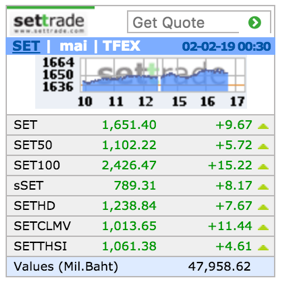 settrade
www.settrade.com
Get Quote
SET | mai | TFEX 02-02-19 00:30
settrade
1664
1650
1636
10 11 12 15 16 17
SET 1,651.40 +9.67
SET50 1,102.22 +5.72
SET100 2,426.47 +15.22
sSET 789.31 +8.17
SETHD 1,238.84 +7.67
SETCLMV 1,013.65 +11.44
SETTHSI 1,061.38 +4.61
Values (Mil.Baht) 47,958.62